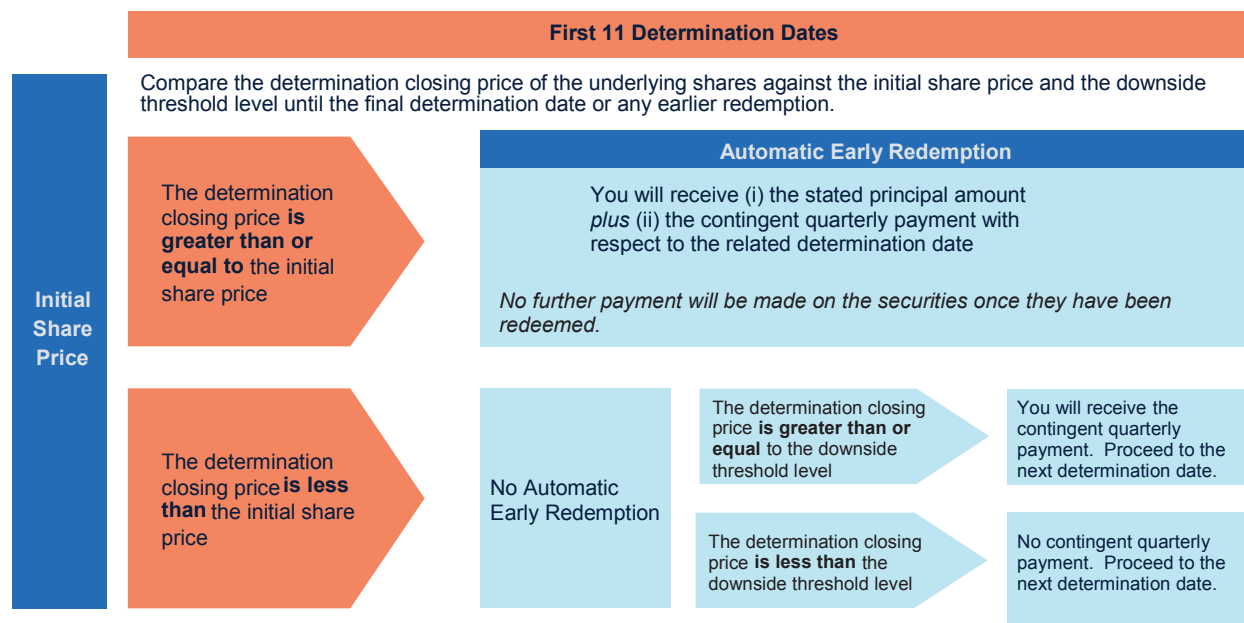 First 11 Determination Dates
Compare the determination closing price of the underlying shares against the initial share price and the downside
threshold level until the final determination date or any earlier redemption.
Initial
Share
Price
The determination
closing price is
greater than or
equal to the initial
share price
Automatic Early Redemption
You will receive (i) the stated principal amount
plus (ii) the contingent quarterly payment with
respect to the related determination date
No further payment will be made on the securities once they have been
redeemed.
The determination
closing price is less
than the initial share
price
No Automatic
Early Redemption
The determination closing
price is greater than or
equal to the downside
threshold level
You will receive the
contingent quarterly
payment. Proceed to the
next determination date.
The determination closing
price is less than the
downside threshold level
No contingent quarterly
payment. Proceed to the
next determination date.